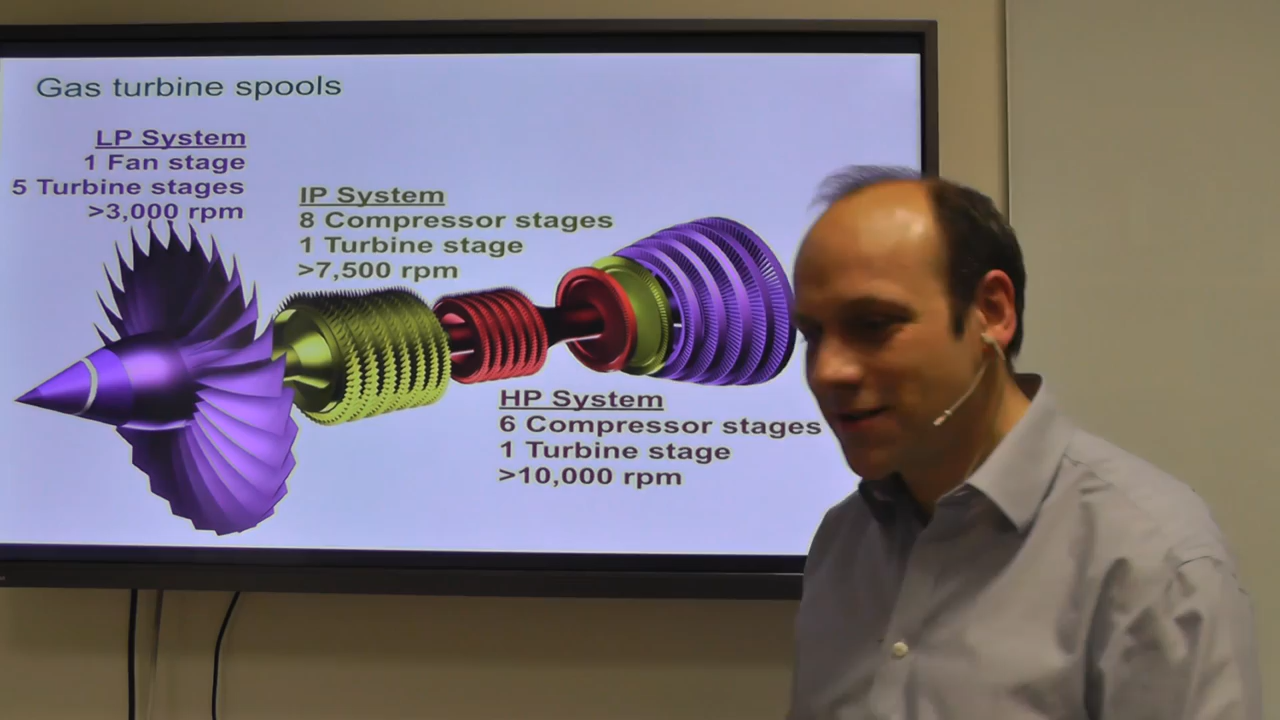 Gas turbine spools
LP System
1 Fan stage
5 Turbine stages
>3,000 rpm
IP System
8 Compressor stages
1 Turbine stage
>7,500 rpm
HP System
6 Compressor stages
1 Turbine stage
>10,000 rpm